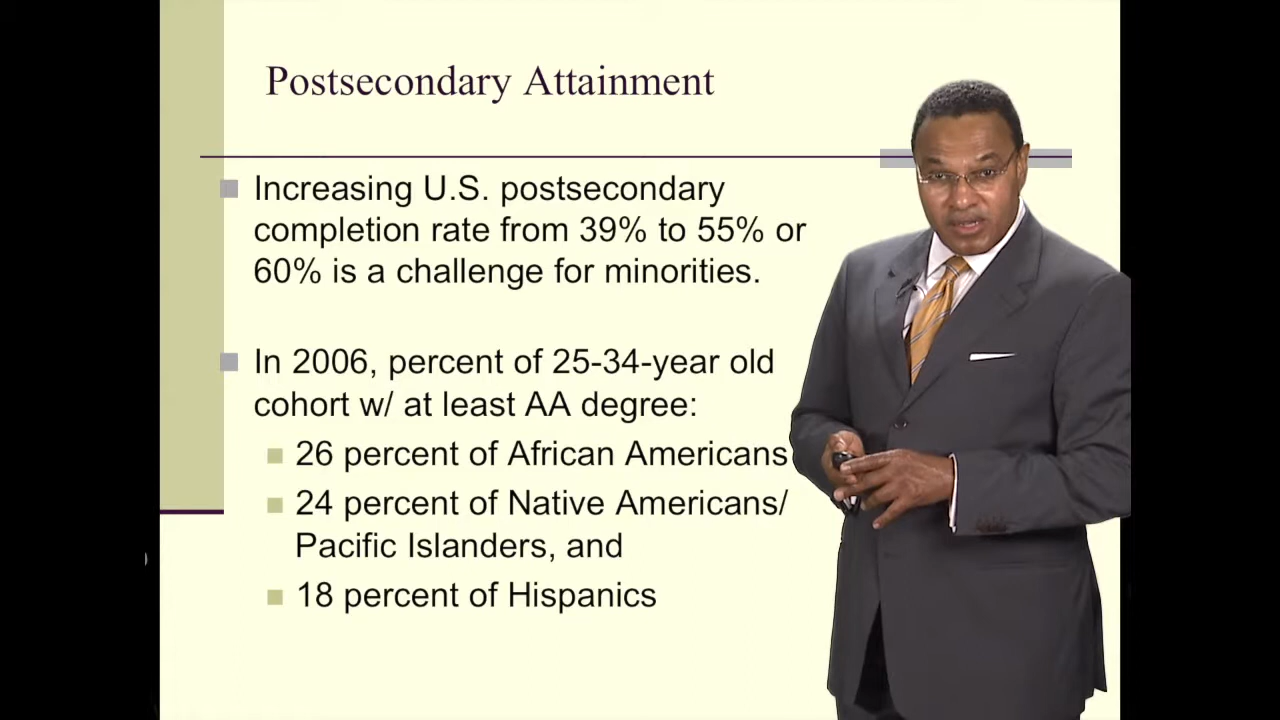 Postsecondary Attainment
Increasing U.S. postsecondary
completion rate from 39% to 55% or
60% is a challenge for minorities.
In 2006, percent of 25-34-year old
cohort w/ at least AA degree:
26 percent of African Americans
24 percent of Native Americans/
Pacific Islanders, and
18 percent of Hispanics